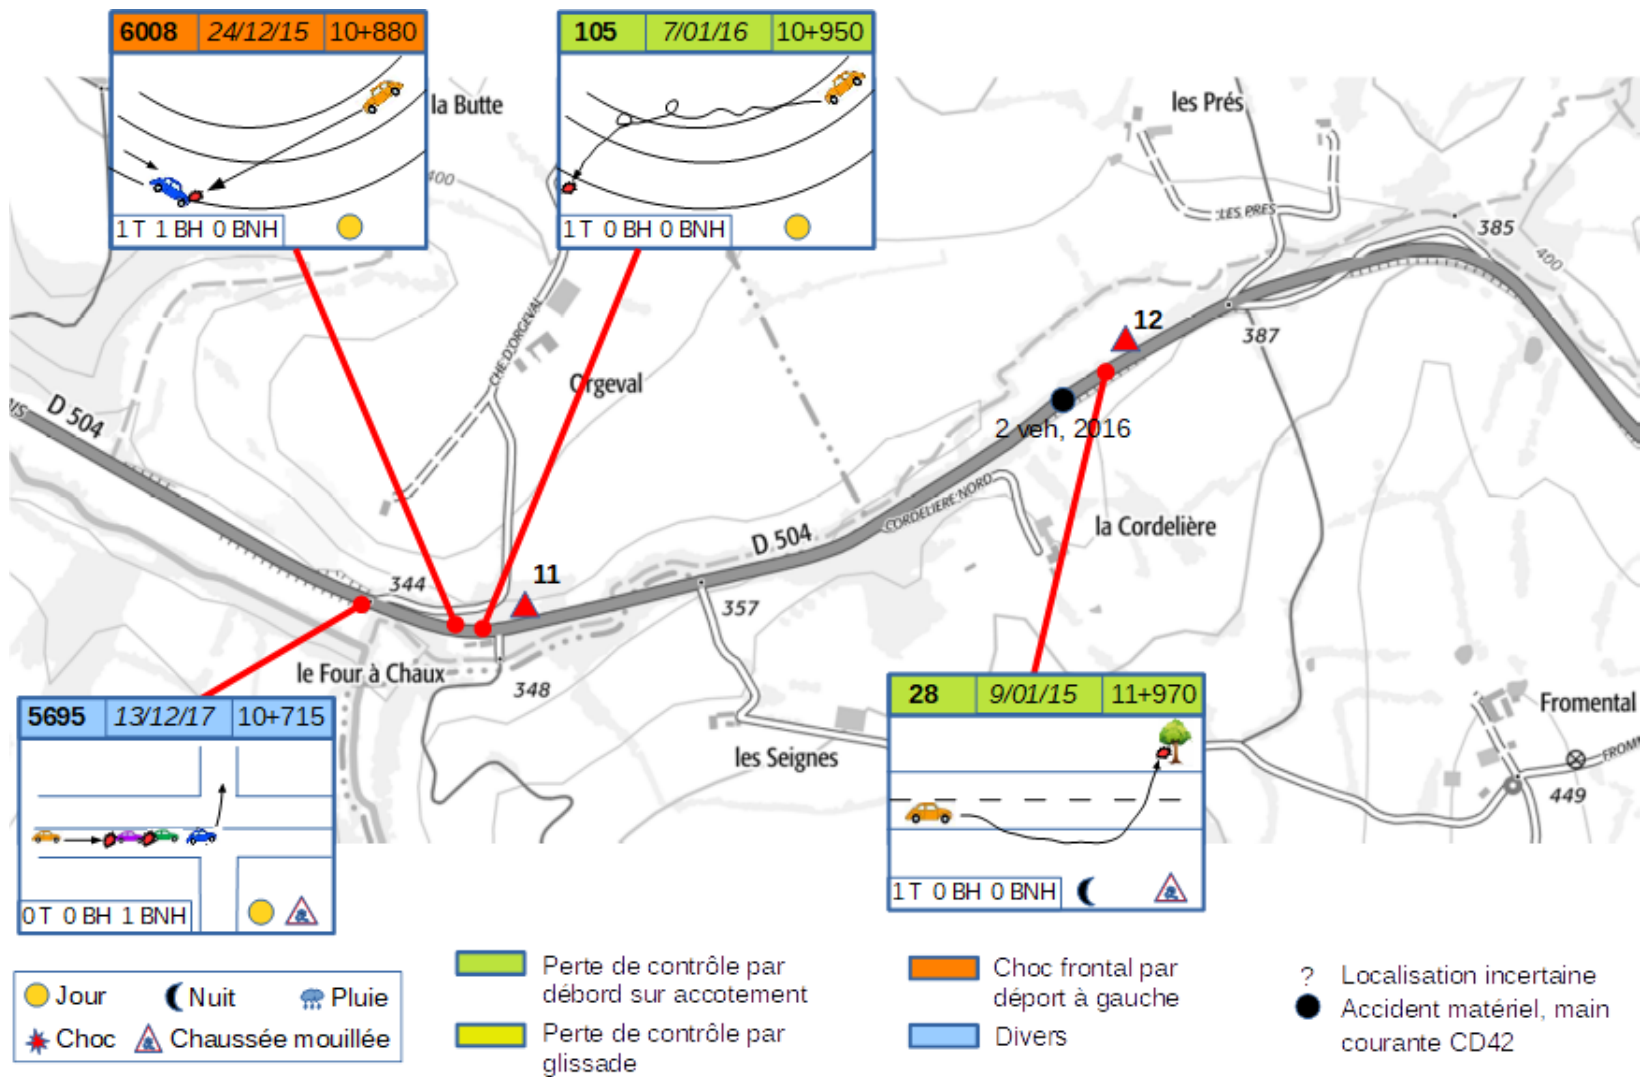 6008 24/12/15 10+880
1 T 1 BH 0 BNH
105 7/01/16 10+950
1 T 0 BH 0 BNH
la Butte
400
les Prés
LES PRES
385
400
12
387
CHE D'ORGEVAL
Orgeval
D 504
2 veh, 2016
CORDELIERE NORD
la Cordelière
D 504
11
344
357
le Four à Chaux
348
les Seignes
Fromental
449
5695 13/12/17 10+715
0 T 0 BH 1 BNH
28 9/01/15 11+970
1 T 0 BH 0 BNH
Jour
Nuit
Pluie
Choc
Chaussée mouillée
Perte de contrôle par
débord sur accotement
Perte de contrôle par
glissade
Choc frontal par
déport à gauche
Divers
? Localisation incertaine
Accident matériel, main
courante CD42